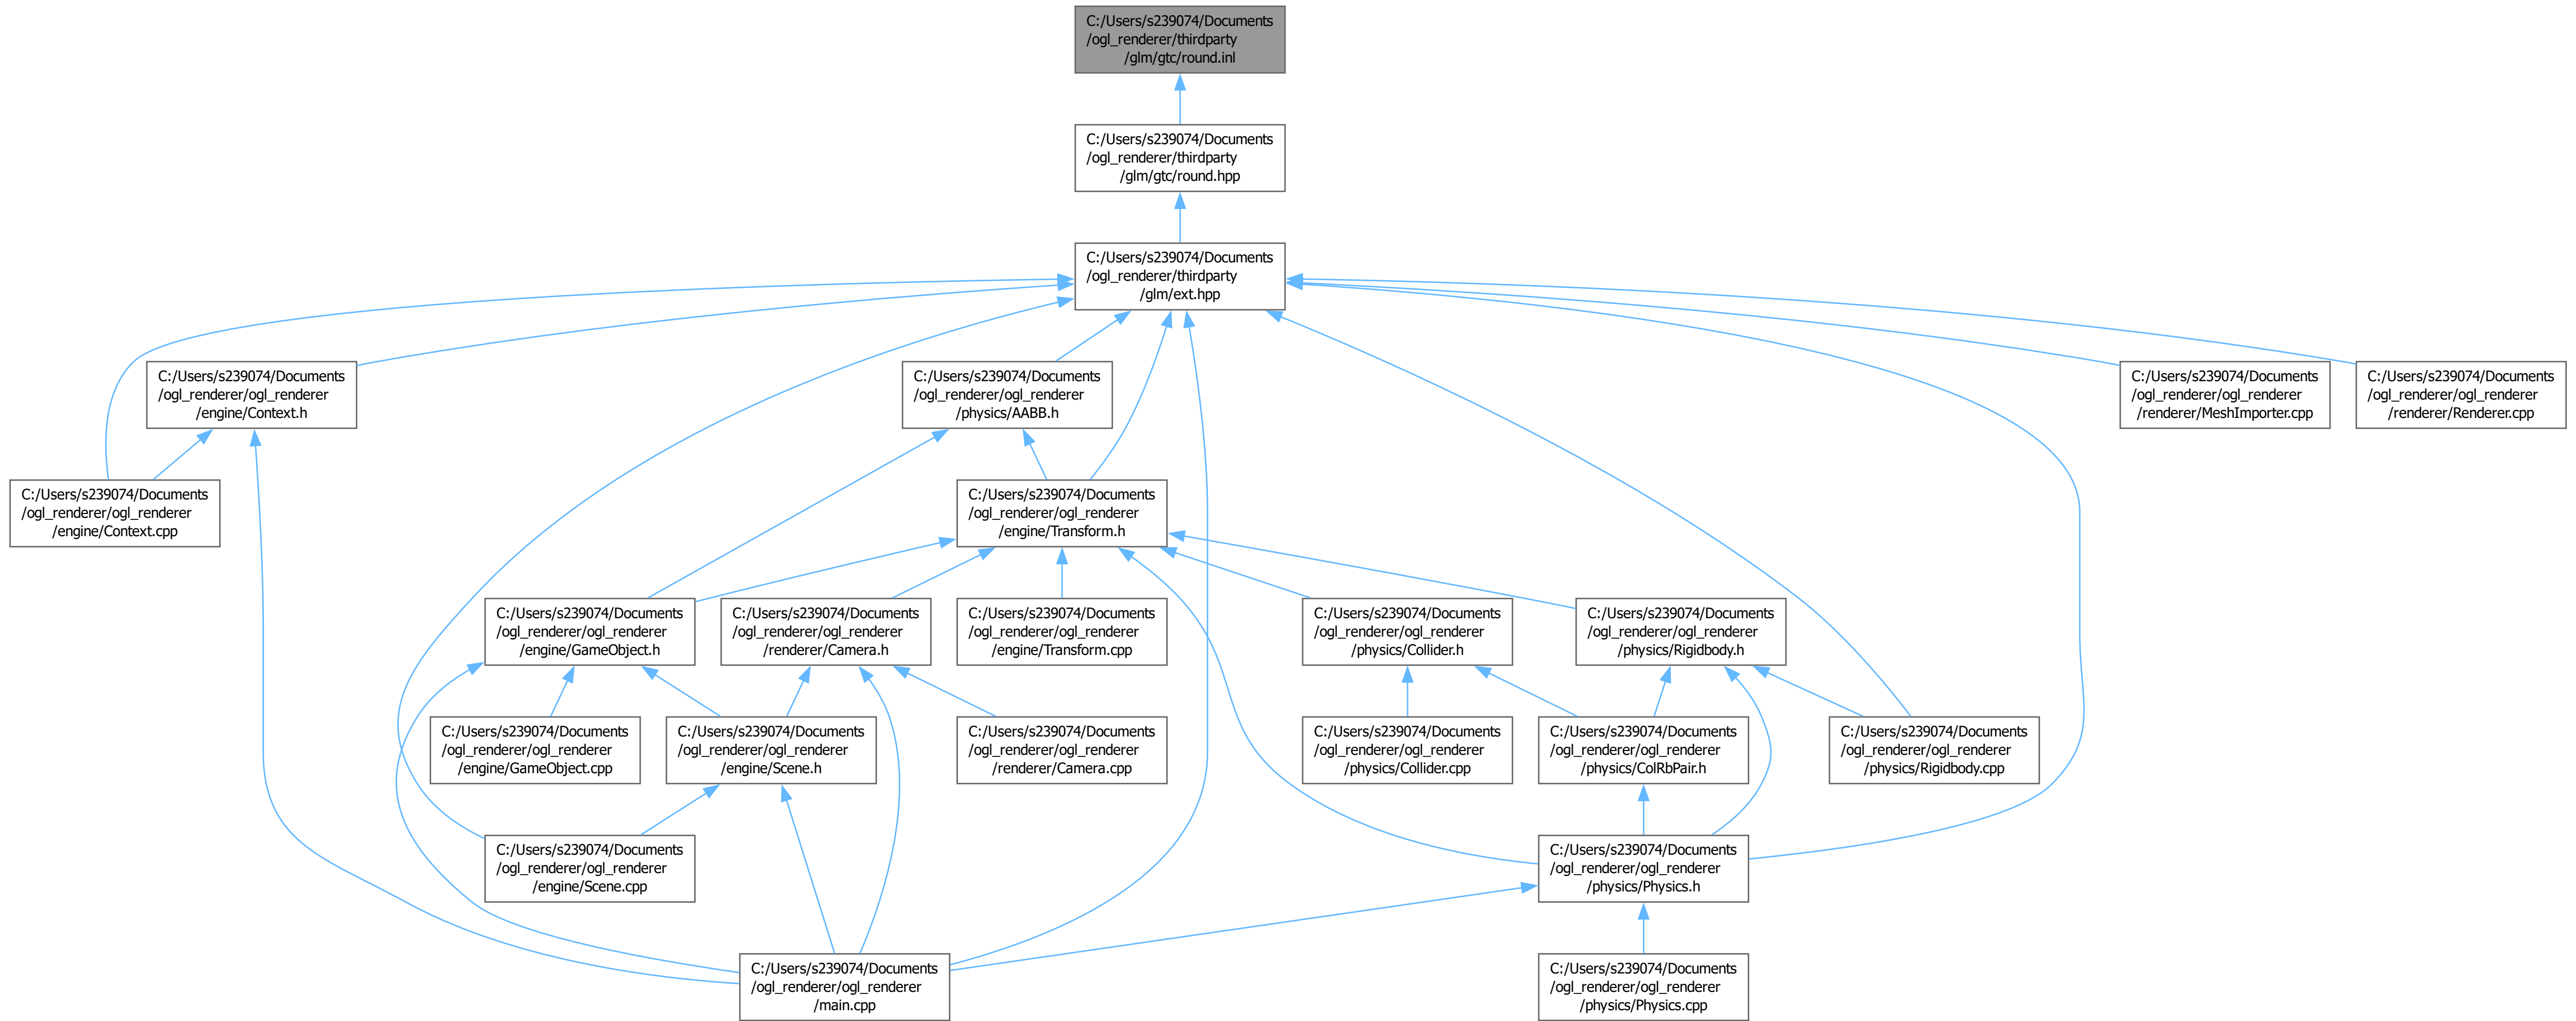 C:/Users/s239074/Documents
/ogl_renderer/thirdparty
/glm/gtc/round.inl
C:/Users/s239074/Documents
/ogl_renderer/thirdparty
/glm/gtc/round.hpp
C:/Users/s239074/Documents
/ogl_renderer/thirdparty
/glm/ext.hpp
C:/Users/s239074/Documents
/ogl_renderer/ogl_renderer
/engine/Context.h
C:/Users/s239074/Documents
/ogl_renderer/ogl_renderer
/physics/AABB.h
C:/Users/s239074/Documents
/ogl_renderer/ogl_renderer
/renderer/MeshImporter.cpp
C:/Users/s239074/Documents
/ogl_renderer/ogl_renderer
/renderer/Renderer.cpp
C:/Users/s239074/Documents
/ogl_renderer/ogl_renderer
/engine/Context.cpp
C:/Users/s239074/Documents
/ogl_renderer/ogl_renderer
/engine/Transform.h
C:/Users/s239074/Documents
/ogl_renderer/ogl_renderer
/engine/GameObject.h
C:/Users/s239074/Documents
/ogl_renderer/ogl_renderer
/renderer/Camera.h
C:/Users/s239074/Documents
/ogl_renderer/ogl_renderer
/engine/Transform.cpp
C:/Users/s239074/Documents
/ogl_renderer/ogl_renderer
/physics/Collider.h
C:/Users/s239074/Documents
/ogl_renderer/ogl_renderer
/physics/Rigidbody.h
C:/Users/s239074/Documents
/ogl_renderer/ogl_renderer
/engine/GameObject.cpp
C:/Users/s239074/Documents
/ogl_renderer/ogl_renderer
/engine/Scene.h
C:/Users/s239074/Documents
/ogl_renderer/ogl_renderer
/renderer/Camera.cpp
C:/Users/s239074/Documents
/ogl_renderer/ogl_renderer
/physics/Collider.cpp
C:/Users/s239074/Documents
/ogl_renderer/ogl_renderer
/physics/ColRbPair.h
C:/Users/s239074/Documents
/ogl_renderer/ogl_renderer
/physics/Rigidbody.cpp
C:/Users/s239074/Documents
/ogl_renderer/ogl_renderer
/engine/Scene.cpp
C:/Users/s239074/Documents
/ogl_renderer/ogl_renderer
/physics/Physics.h
C:/Users/s239074/Documents
/ogl_renderer/ogl_renderer
/main.cpp
C:/Users/s239074/Documents
/ogl_renderer/ogl_renderer
/physics/Physics.cpp